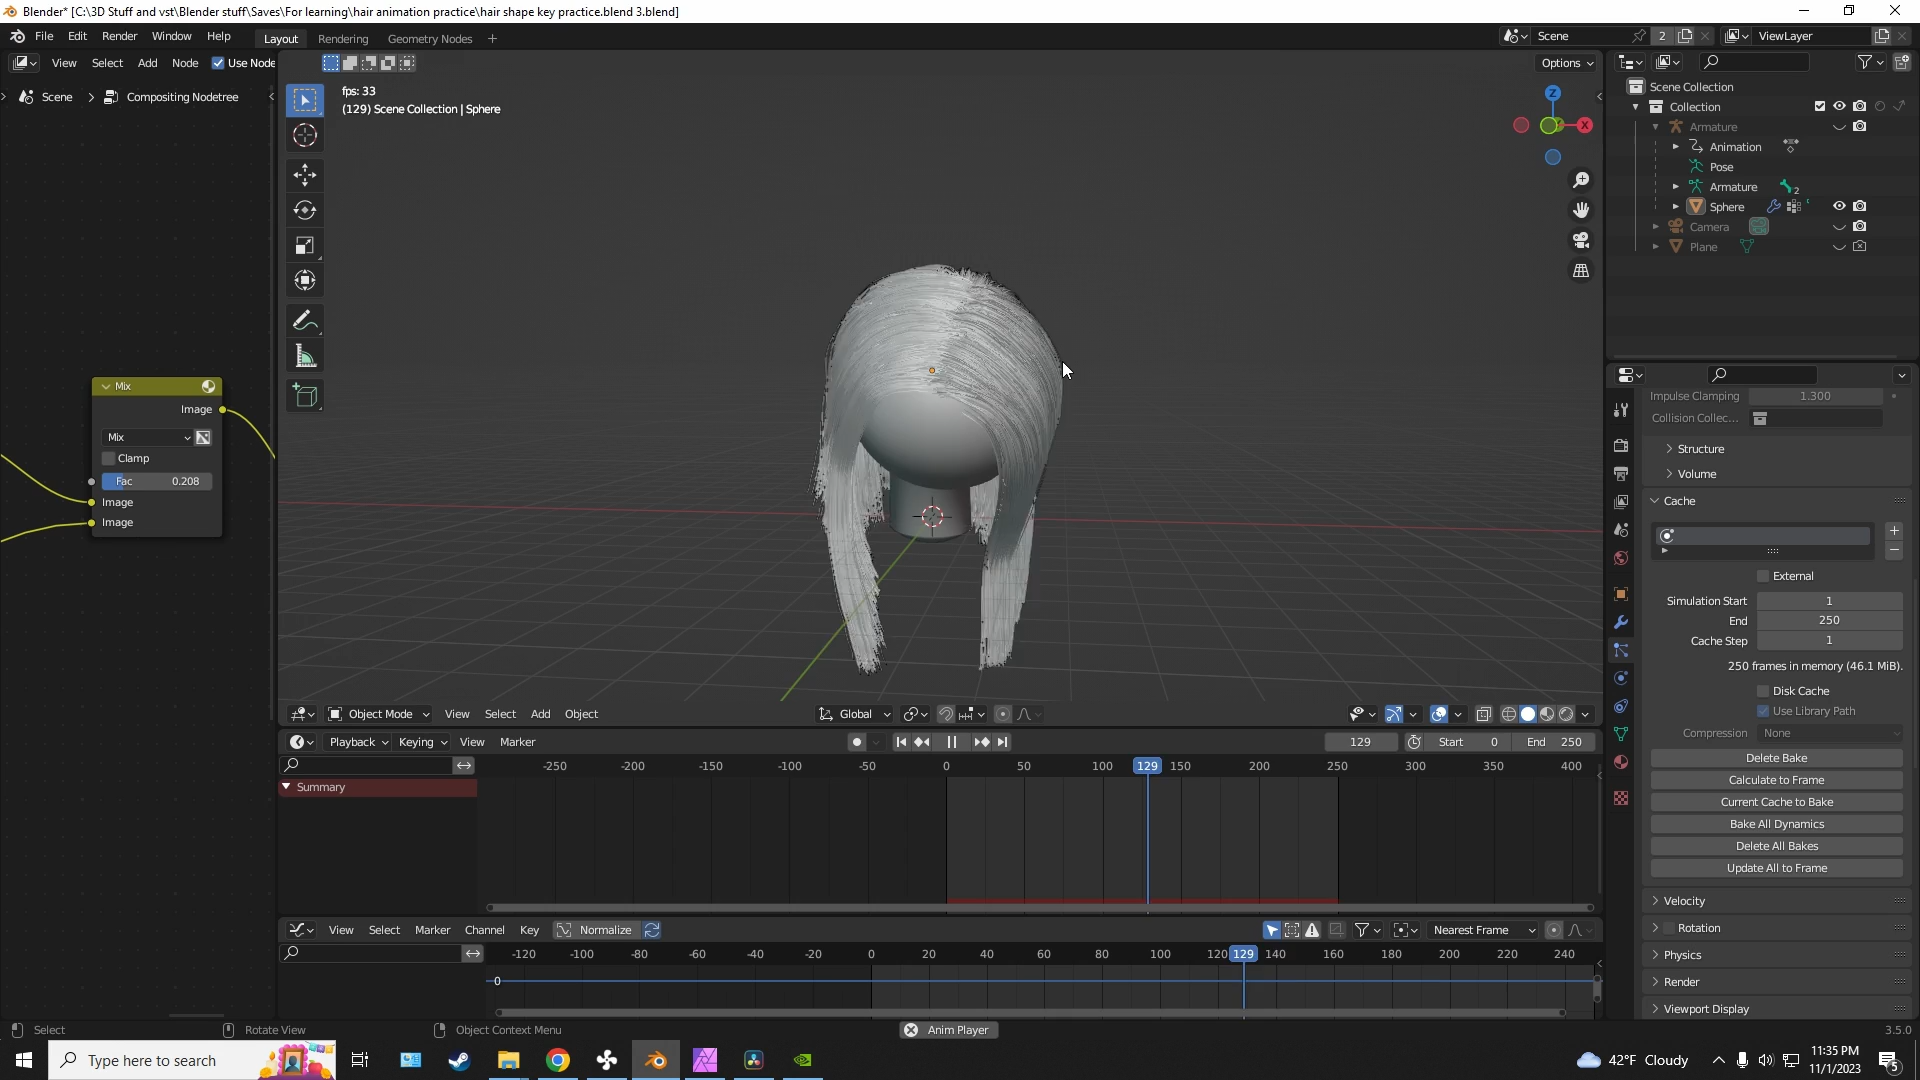 Blender* [C:\3D Stuff and vst\Blender stuff\Saves\For learning\hair animation practice\hair shape key practice.blend 3.blend]
File Edit Render Window Help Layout Rendering Geometry Nodes + Scene 2 ViewLayer
View Select Add Node Use Node
Options
Scene > Compositing Nodetree
fps: 33
(129) Scene Collection | Sphere
Z
X
Scene Collection
Collection
Armature
Animation
Pose
Armature 2
Sphere
Camera
Plane
Mix
Image
Mix
Clamp
Fac 0.208
Image
Image
Impulse Clamping 1.300
Collision Collec...
Structure
Volume
Cache
External
Simulation Start 1
End 250
Cache Step 1
250 frames in memory (46.1 MiB).
Disk Cache
Use Library Path
Compression None
Delete Bake
Calculate to Frame
Current Cache to Bake
Bake All Dynamics
Delete All Bakes
Update All to Frame
Velocity
Rotation
Physics
Render
Viewport Display
Object Mode View Select Add Object Global
Playback Keying View Marker 129 Start 0 End 250
-250 -200 -150 -100 -50 0 50 100 129 150 200 250 300 350 400
Summary
View Select Marker Channel Key Normalize Nearest Frame
-120 -100 -80 -60 -40 -20 0 20 40 60 80 100 120 129 140 160 180 200 220 240
0
Select Rotate View Object Context Menu Anim Player 3.5.0
Type here to search 42°F Cloudy 11:35 PM
11/1/2023 5